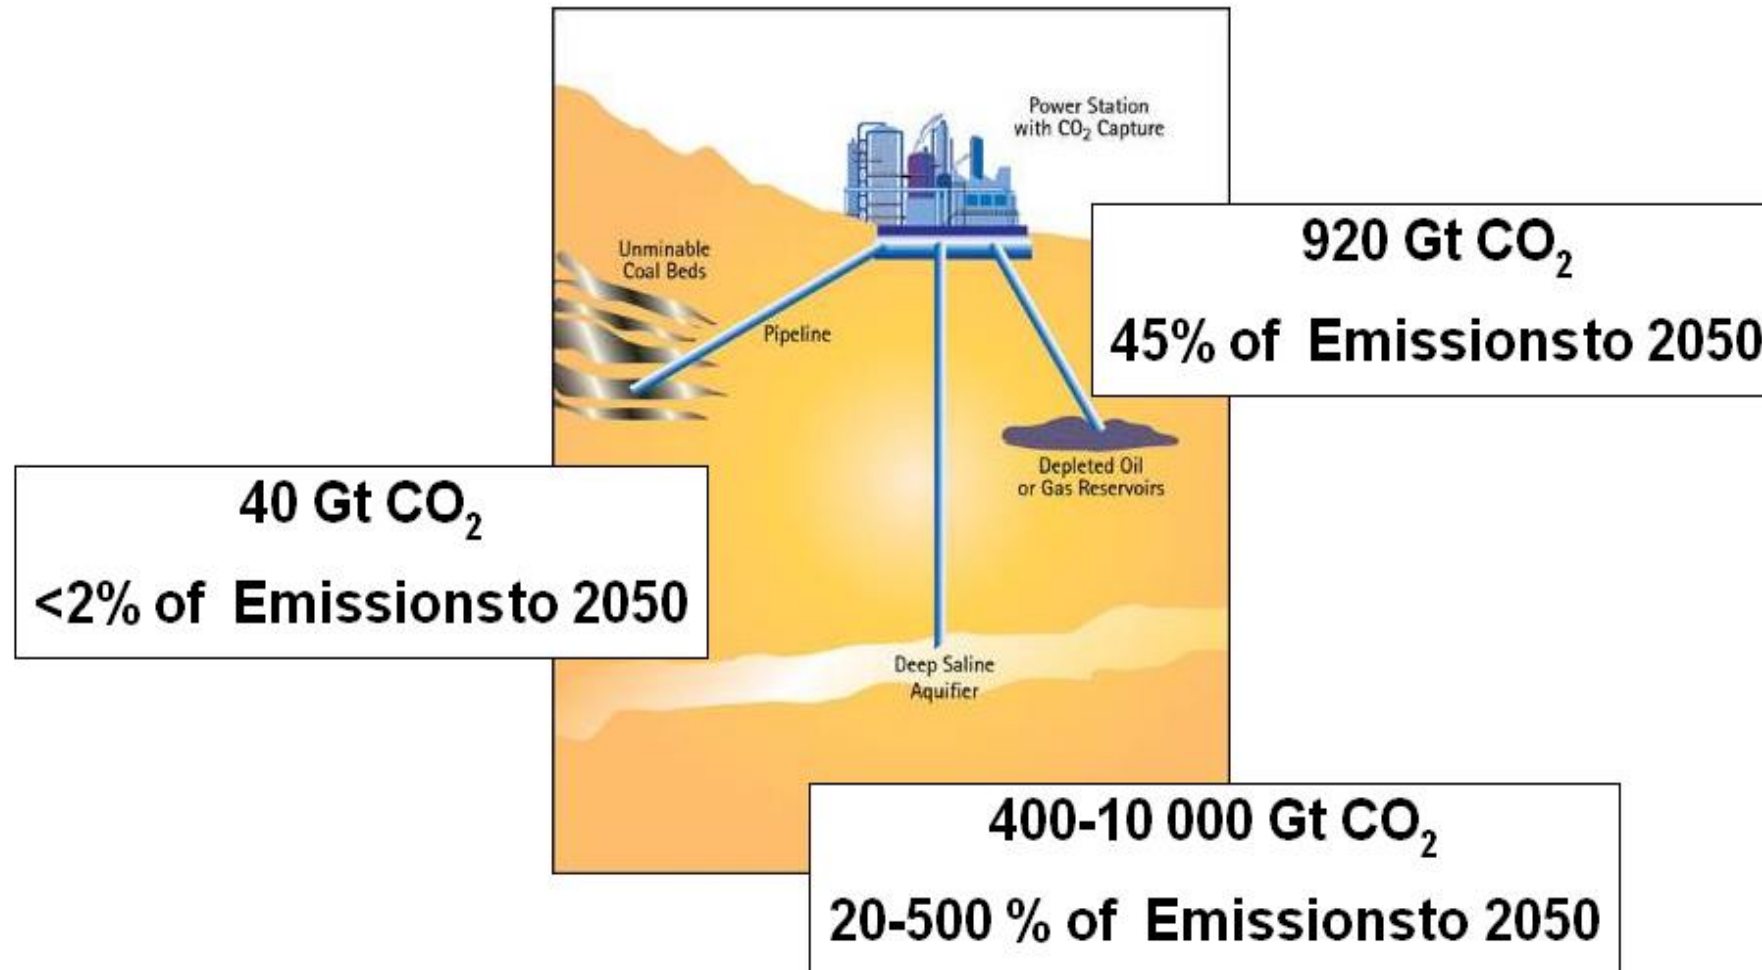 Power Station
with CO₂ Capture
Unminable
Coal Beds
Pipeline
920 Gt CO₂
45% of Emissionsto 2050
Depleted Oil
or Gas Reservoirs
40 Gt CO₂
<2% of Emissionsto 2050
Deep Saline
Aquifier
400-10 000 Gt CO₂
20-500 % of Emissionsto 2050